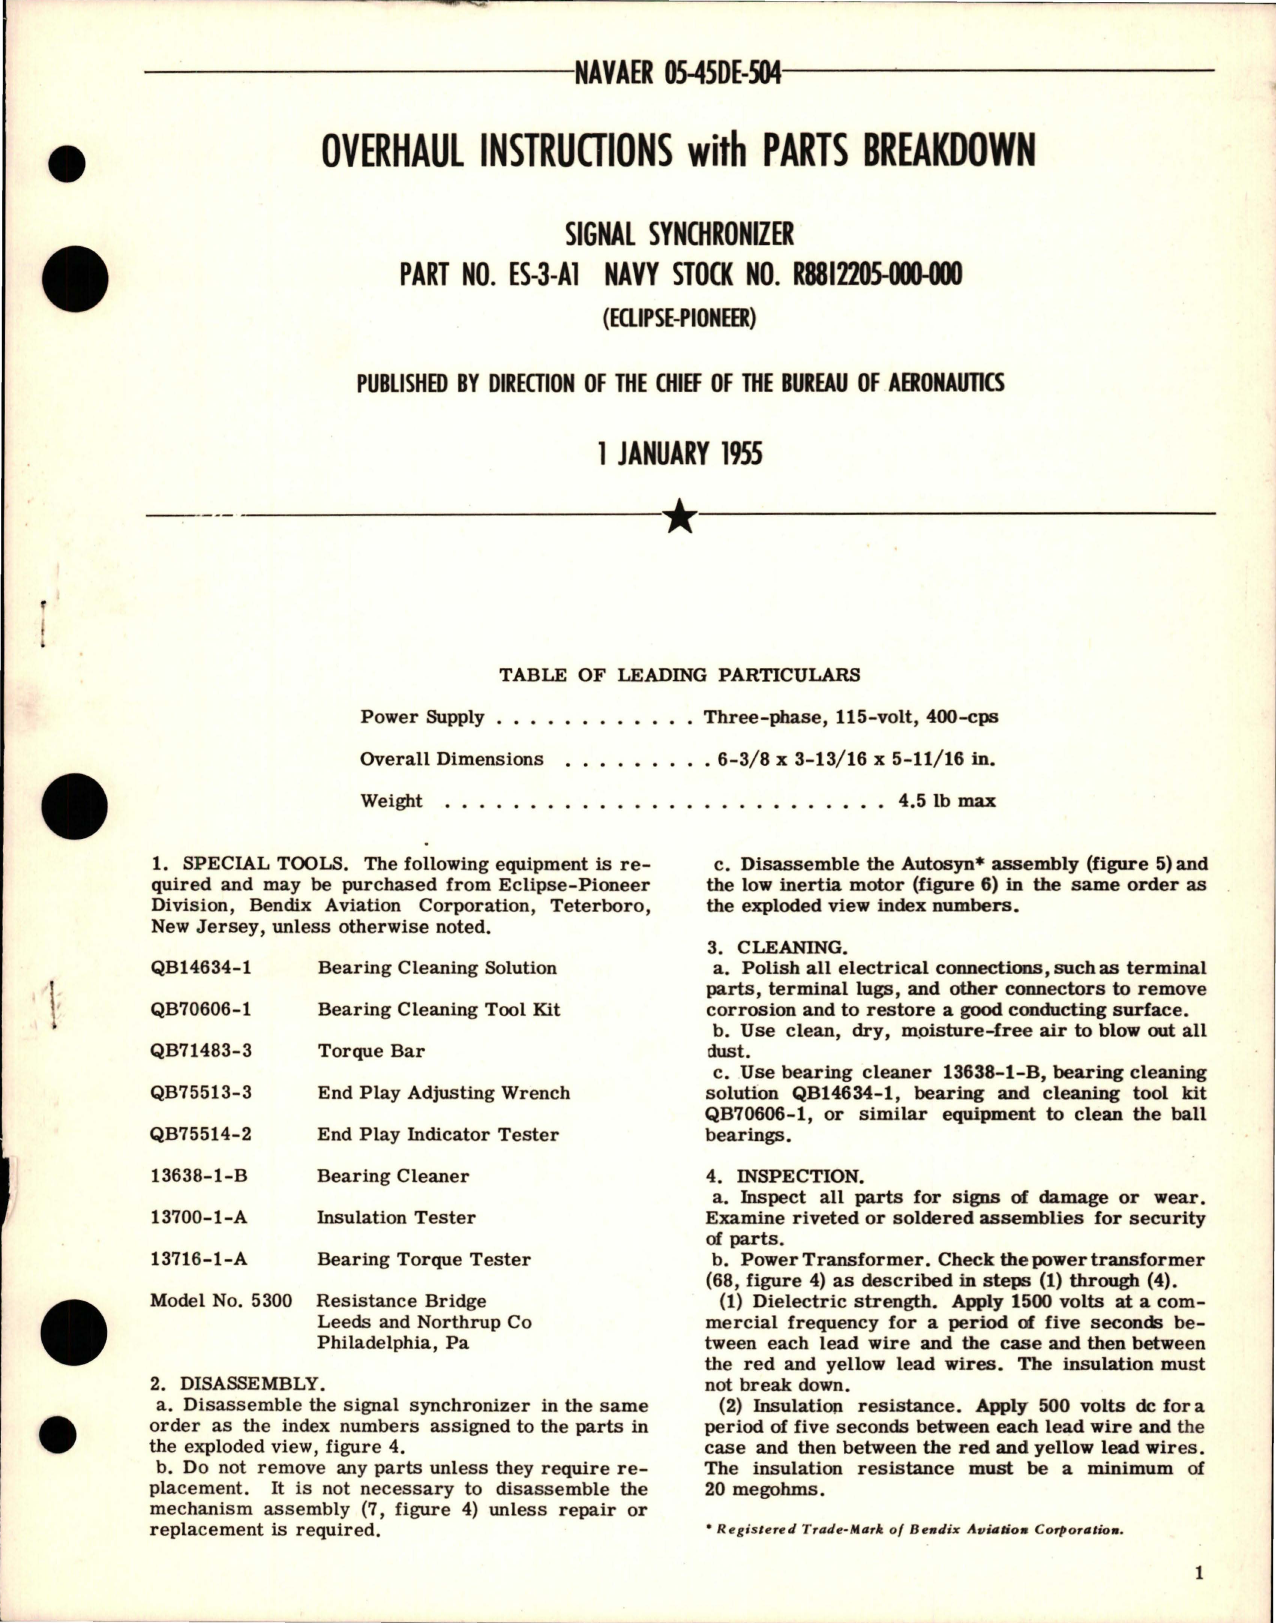 NAVAER 05-45DE-504
OVERHAUL INSTRUCTIONS with PARTS BREAKDOWN
SIGNAL SYNCHRONIZER
PART NO. ES-3-A1 NAVY STOCK NO. R8812205-000-000
(ECLIPSE-PIONEER)
PUBLISHED BY DIRECTION OF THE CHIEF OF THE BUREAU OF AERONAUTICS
1 JANUARY 1955
TABLE OF LEADING PARTICULARS
Power Supply . . . . . . . . . . . . Three-phase, 115-volt, 400-cps
Overall Dimensions . . . . . . . . . 6-3/8 x 3-13/16 x 5-11/16 in.
Weight . . . . . . . . . . . . . . . . . . . . . . . . . . 4.5 lb max
1. SPECIAL TOOLS. The following equipment is re-
quired and may be purchased from Eclipse-Pioneer
Division, Bendix Aviation Corporation, Teterboro,
New Jersey, unless otherwise noted.
QB14634-1 Bearing Cleaning Solution
QB70606-1 Bearing Cleaning Tool Kit
QB71483-3 Torque Bar
QB75513-3 End Play Adjusting Wrench
QB75514-2 End Play Indicator Tester
13638-1-B Bearing Cleaner
13700-1-A Insulation Tester
13716-1-A Bearing Torque Tester
Model No. 5300 Resistance Bridge
Leeds and Northrup Co
Philadelphia, Pa
2. DISASSEMBLY.
a. Disassemble the signal synchronizer in the same
order as the index numbers assigned to the parts in
the exploded view, figure 4.
b. Do not remove any parts unless they require re-
placement. It is not necessary to disassemble the
mechanism assembly (7, figure 4) unless repair or
replacement is required.
c. Disassemble the Autosyn* assembly (figure 5) and
the low inertia motor (figure 6) in the same order as
the exploded view index numbers.
3. CLEANING.
a. Polish all electrical connections, such as terminal
parts, terminal lugs, and other connectors to remove
corrosion and to restore a good conducting surface.
b. Use clean, dry, moisture-free air to blow out all
dust.
c. Use bearing cleaner 13638-1-B, bearing cleaning
solution QB14634-1, bearing and cleaning tool kit
QB70606-1, or similar equipment to clean the ball
bearings.
4. INSPECTION.
a. Inspect all parts for signs of damage or wear.
Examine riveted or soldered assemblies for security
of parts.
b. Power Transformer. Check the power transformer
(68, figure 4) as described in steps (1) through (4).
(1) Dielectric strength. Apply 1500 volts at a com-
mercial frequency for a period of five seconds be-
tween each lead wire and the case and then between
the red and yellow lead wires. The insulation must
not break down.
(2) Insulation resistance. Apply 500 volts dc for a
period of five seconds between each lead wire and the
case and then between the red and yellow lead wires.
The insulation resistance must be a minimum of
20 megohms.
* Registered Trade-Mark of Bendix Aviation Corporation.
1